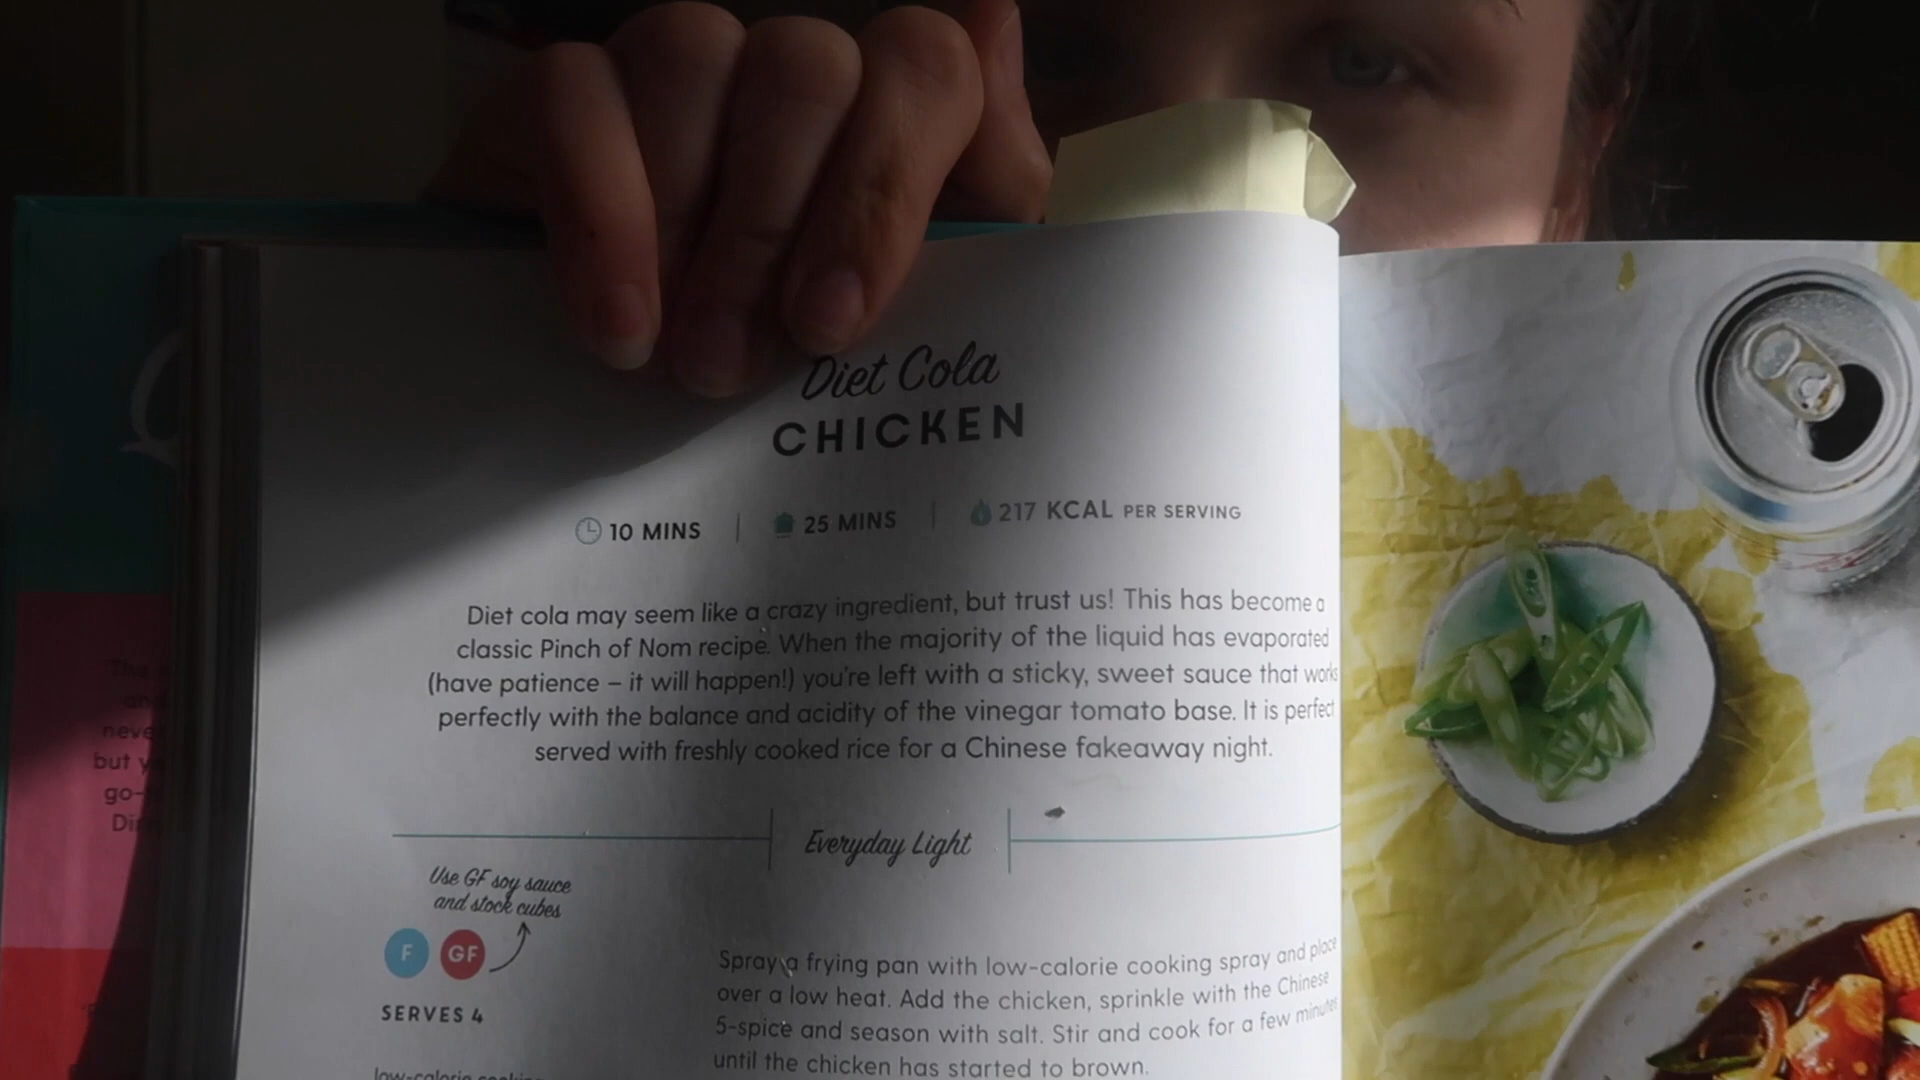 Diet Cola
CHICKEN
10 MINS | 25 MINS | 217 KCAL PER SERVING
Diet cola may seem like a crazy ingredient, but trust us! This has become a
classic Pinch of Nom recipe. When the majority of the liquid has evaporated
(have patience – it will happen!) you're left with a sticky, sweet sauce that works
perfectly with the balance and acidity of the vinegar tomato base. It is perfect
served with freshly cooked rice for a Chinese fakeaway night.
Everyday Light
Use GF soy sauce
and stock cubes
F GF
SERVES 4
low-calorie
Spray a frying pan with low-calorie cooking spray and place
over a low heat. Add the chicken, sprinkle with the Chinese
5-spice and season with salt. Stir and cook for a few minutes
until the chicken has started to brown.
but
go-